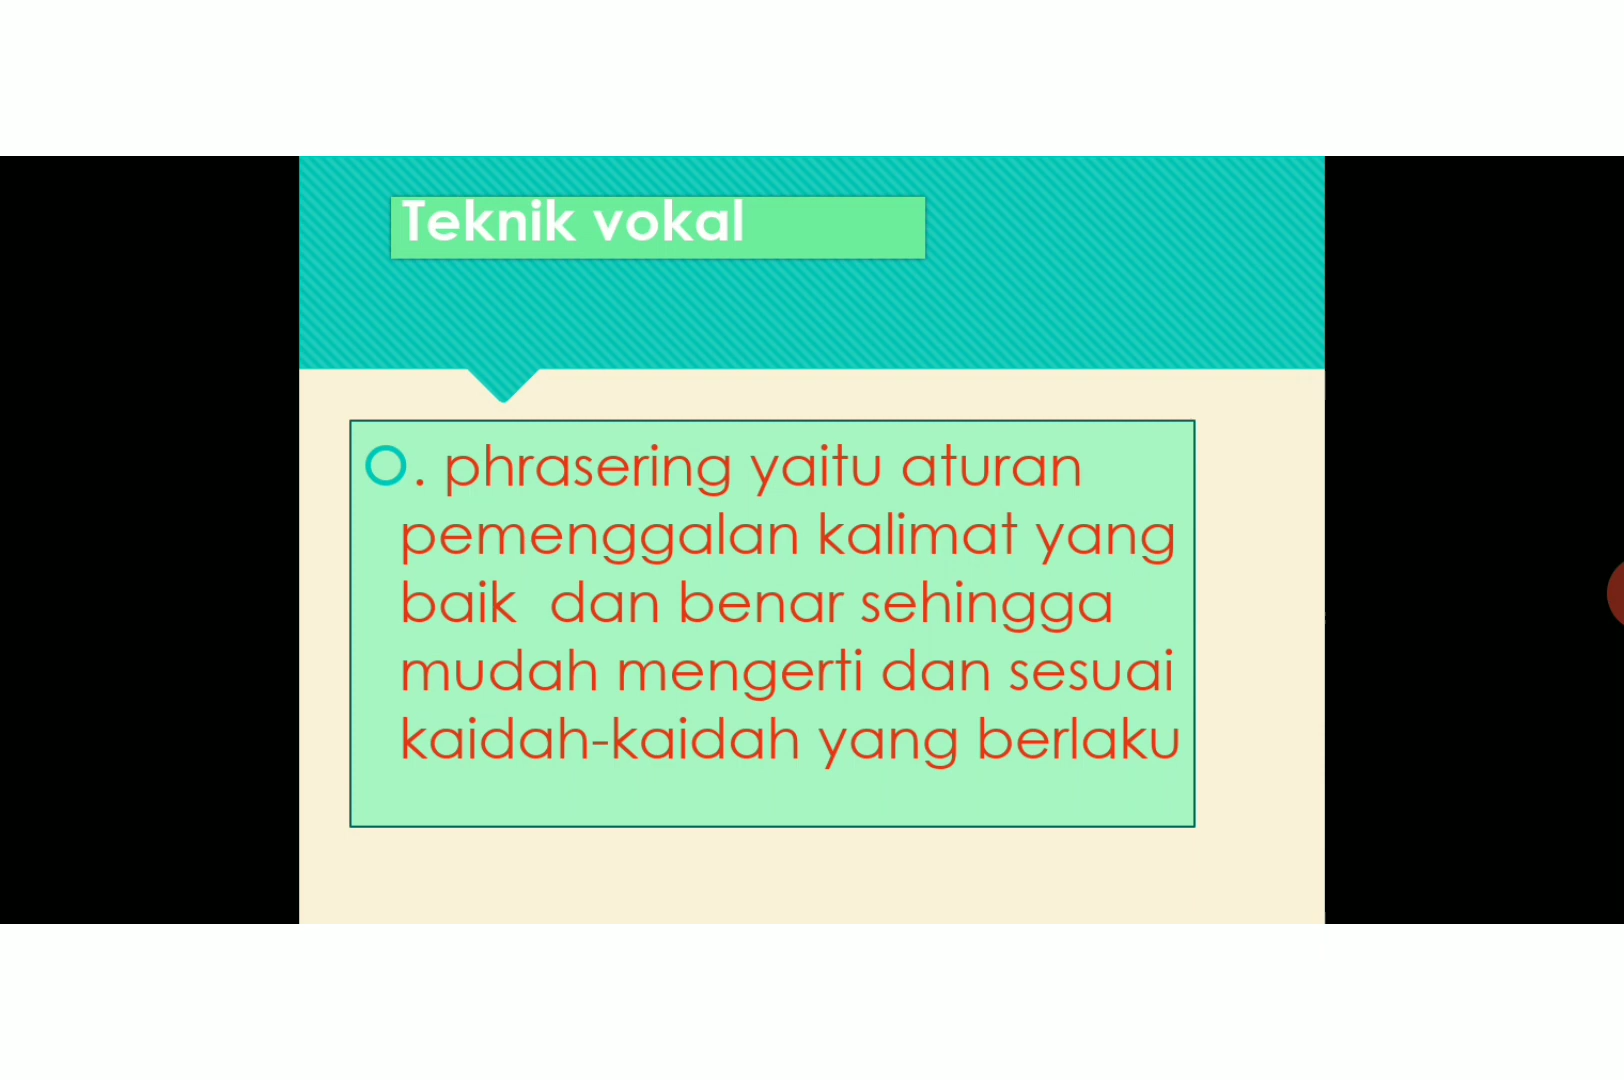 Teknik vokal
. phrasering yaitu aturan
pemenggalan kalimat yang
baik dan benar sehingga
mudah mengerti dan sesuai
kaidah-kaidah yang berlaku